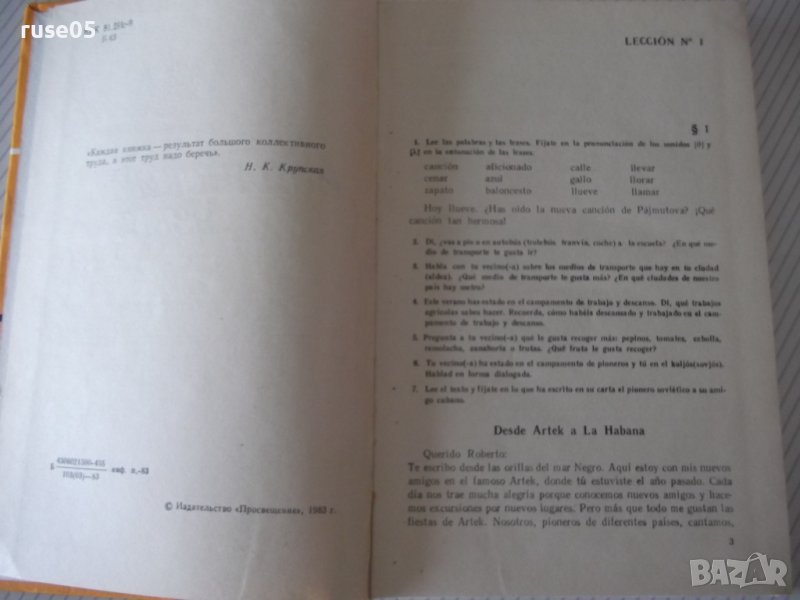 ruse05
«Каждая книжка — результат большого коллективного
труда, а этот труд надо беречь».
Н. К. Крупская
инф. п.-83
© Издательство «Просвещение», 1983 г.
LECCIÓN Nº 1
§ 1
1. Lee las palabras y las frases. Fíjate en la pronunciación de los sonidos [θ] y
[ʎ] en la entonación de las frases.
canción aficionado calle llevar
cenar azul gallo llorar
zapato baloncesto llueve llamar
Hoy llueve. ¿Has oído la nueva canción de Pájmutova? ¡Qué
canción tan hermosa!
2. Di, ¿vas a pie o en autobús (trolebús, tranvía, coche) a la escuela? ¿En qué me-
dio de transporte te gusta ir?
3. Habla con tu vecino(-a) sobre los medios de transporte que hay en tu ciudad
(aldea). ¿Qué medio de transporte te gusta más? ¿En qué ciudades de nuestro
país hay metro?
4. Este verano has estado en el campamento de trabajo y descanso. Di, qué trabajos
agrícolas sabes hacer. Recuerda, cómo habéis descansado y trabajado en el cam-
pamento de trabajo y descanso.
5. Pregunta a tu vecino(-a) qué le gusta recoger más: pepinos, tomates, cebolla,
remolacha, zanahoria o frutas. ¿Qué fruta le gusta recoger?
6. Tu vecino(-a) ha estado en el campamento de pioneros y tú en el koljós(sovjós).
Hablad en forma dialogada.
7. Lee el texto y fíjate en lo que ha escrito en su carta el pionero soviético a su ami-
go cubano.
Desde Artek a La Habana
Querido Roberto:
Te escribo desde las orillas del mar Negro. Aquí estoy con mis nuevos
amigos en el famoso Artek, donde tú estuviste el año pasado. Cada
día nos trae mucha alegría porque conocemos nuevos amigos y hace-
mos excursiones por nuevos lugares. Pero más que todo me gustan las
fiestas de Artek. Nosotros, pioneros de diferentes países, cantamos,
3
BAZAR
bg